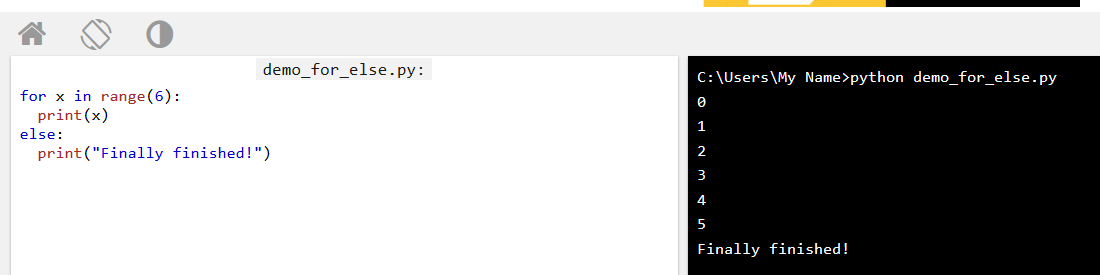 demo_for_else.py:
for x in range(6):
  print(x)
else:
  print("Finally finished!")
C:\Users\My Name>python demo_for_else.py
0
1
2
3
4
5
Finally finished!